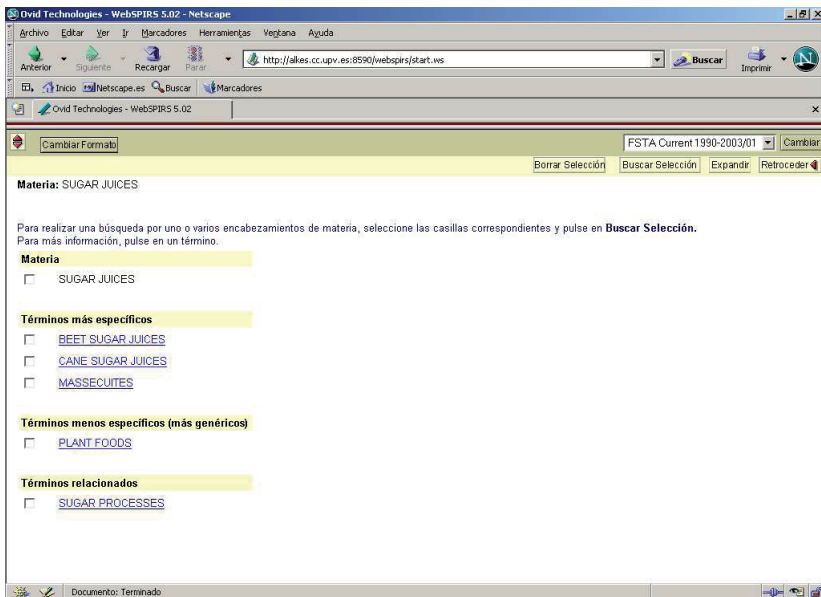 Ovid Technologies - WebSPIRS 5.02 - Netscape
Archivo Editar Ver Ir Marcadores Herramientas Ventana Ayuda
Anterior Siguiente Recargar Parar http://alkes.cc.upv.es:8590/webspirs/start.ws Buscar Imprimir
Inicio Netscape.es Buscar Marcadores
Ovid Technologies - WebSPIRS 5.02
Cambiar Formato FSTA Current 1990-2003/01 Cambiar
Borrar Selección Buscar Selección Expandir Retroceder
Materia: SUGAR JUICES
Para realizar una búsqueda por uno o varios encabezamientos de materia, seleccione las casillas correspondientes y pulse en Buscar Selección.
Para más información, pulse en un término.
Materia
SUGAR JUICES
Términos más específicos
BEET SUGAR JUICES
CANE SUGAR JUICES
MASSECUITES
Términos menos específicos (más genéricos)
PLANT FOODS
Términos relacionados
SUGAR PROCESSES
Documento: Terminado